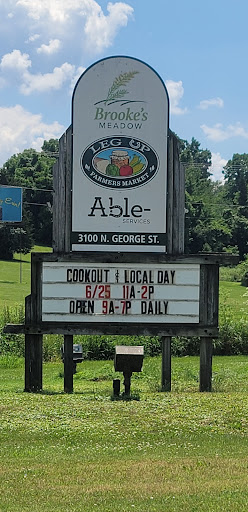 Brooke's
MEADOW
LEG UP
FARMERS MARKET
Able-
SERVICES
3100 N. GEORGE ST.
COOKOUT & LOCAL DAY
6/25 11A-2P
OPEN 9A-7P DAILY